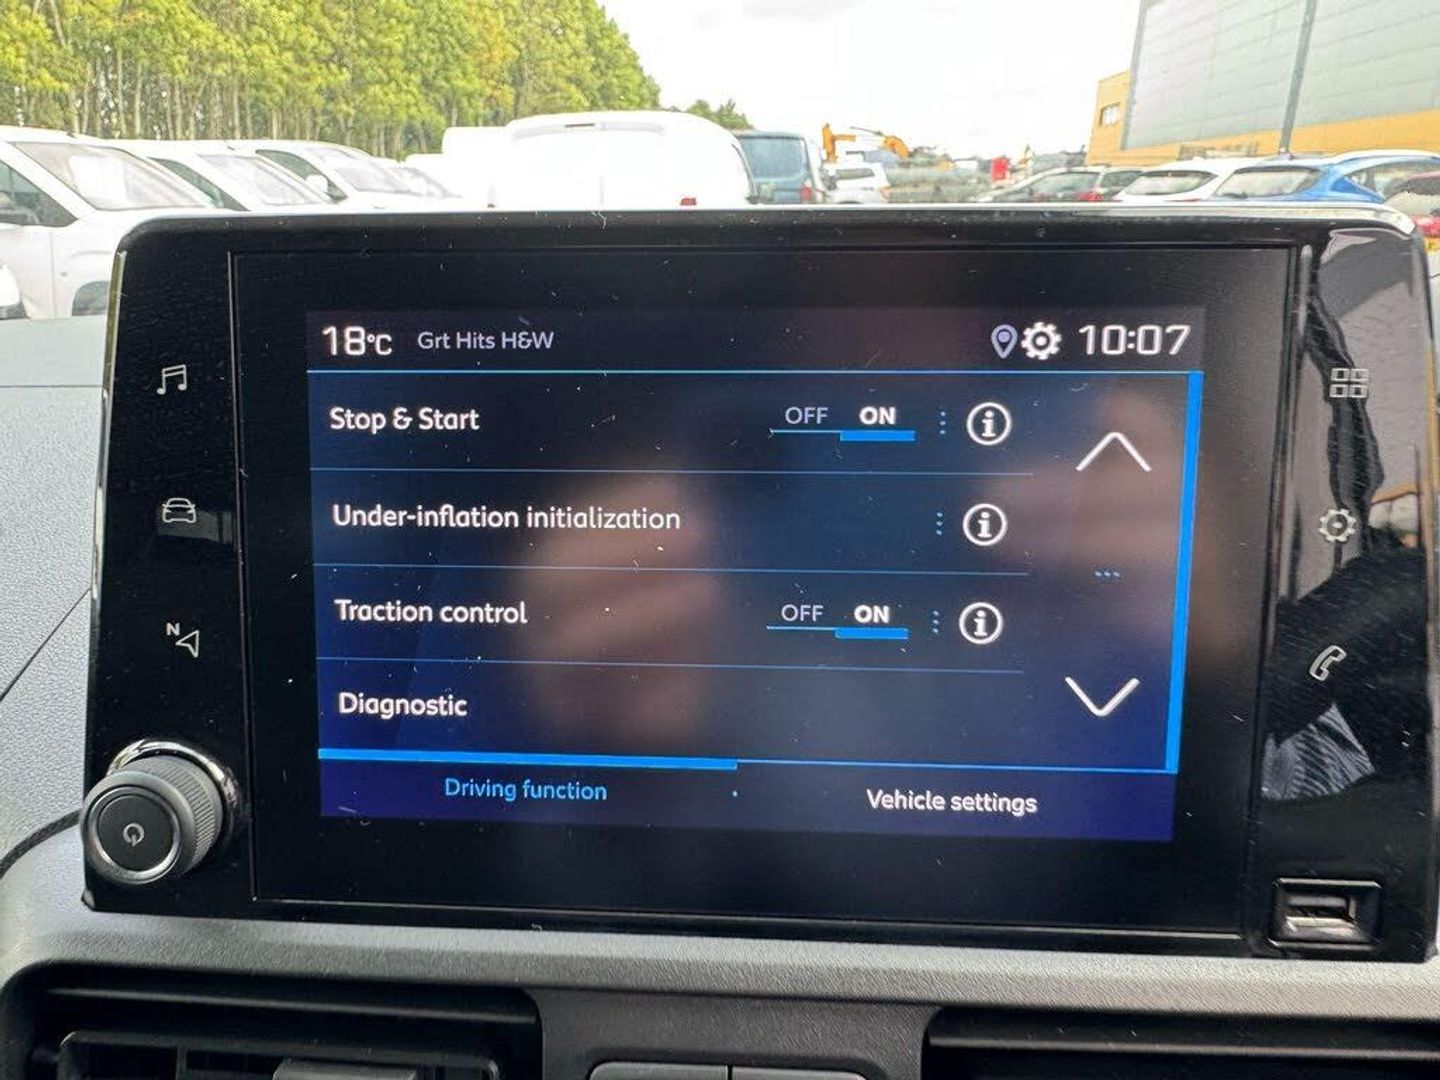 18°C Grt Hits H&W 10:07
Stop & Start OFF ON
Under-inflation initialization
Traction control OFF ON
Diagnostic
Driving function Vehicle settings
N